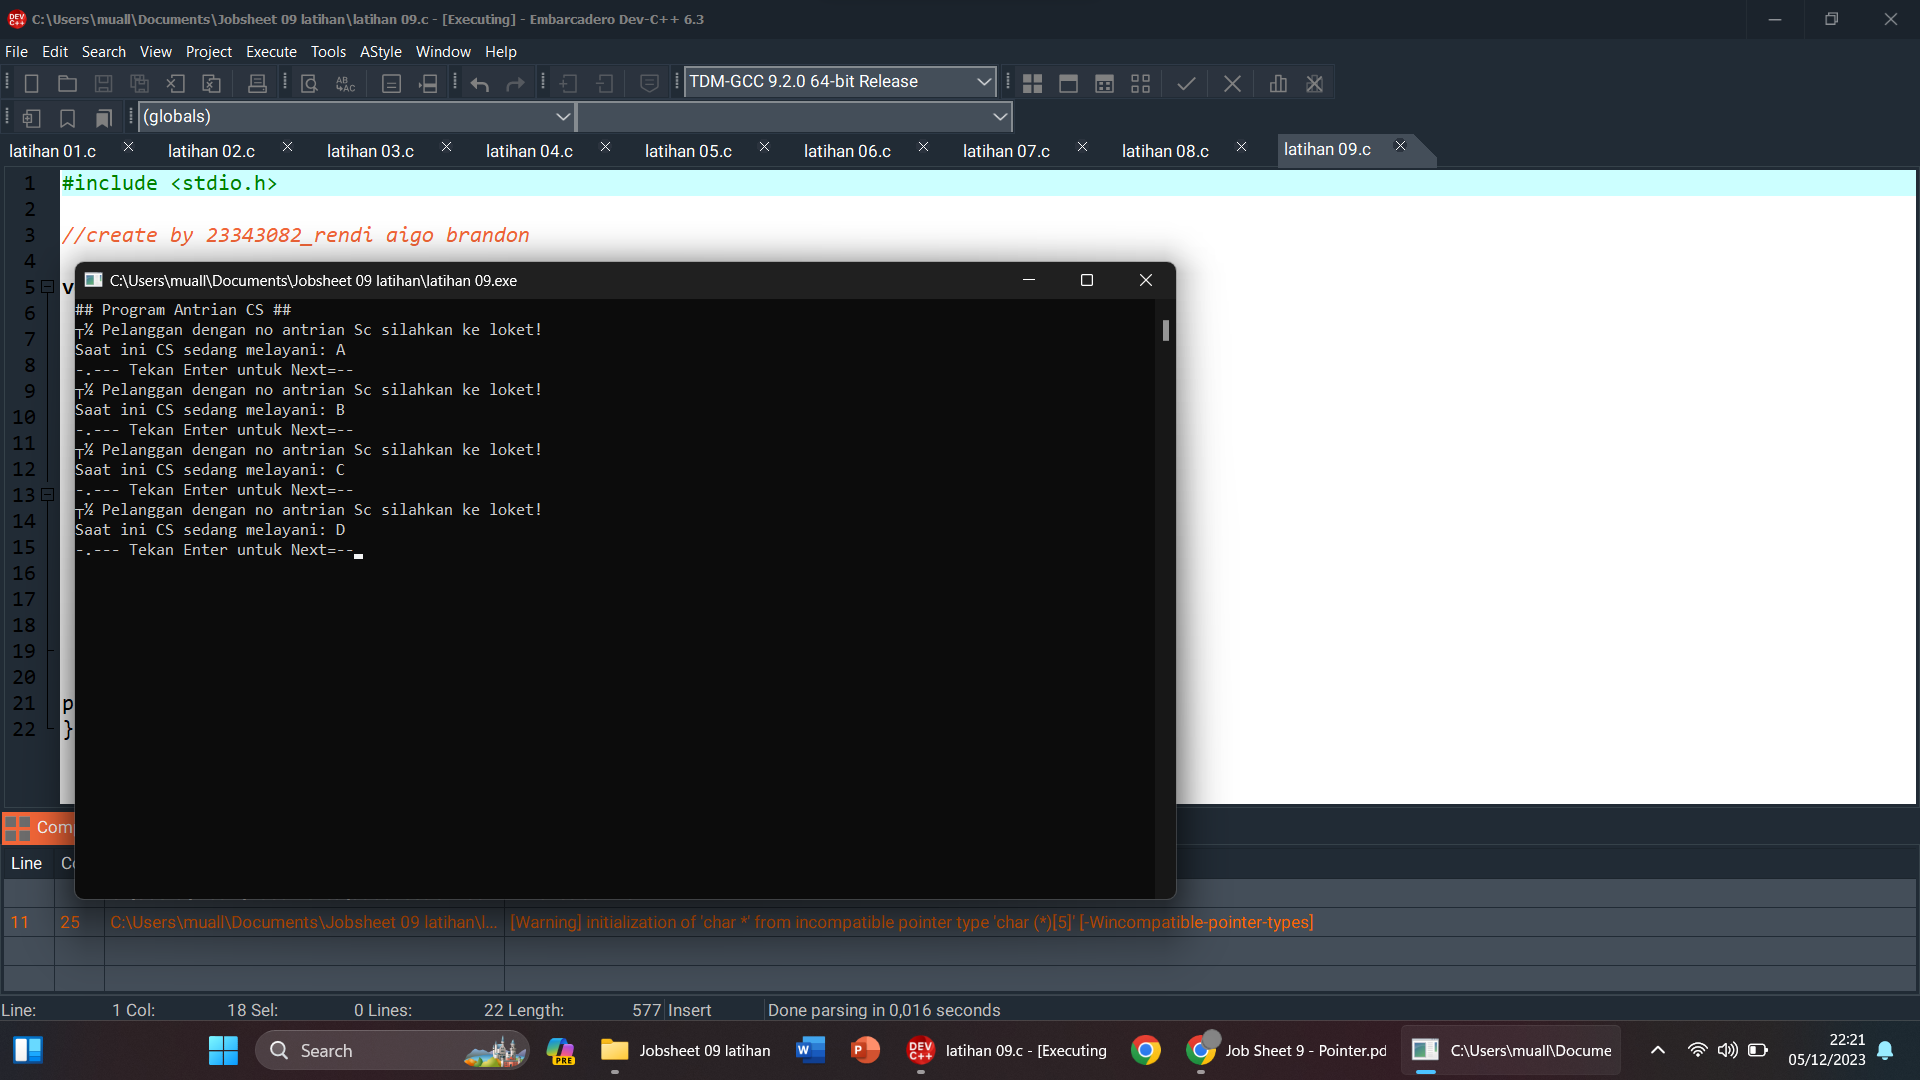 C:\Users\muall\Documents\Jobsheet 09 latihan\latihan 09.c - [Executing] - Embarcadero Dev-C++ 6.3
File Edit Search View Project Execute Tools AStyle Window Help
TDM-GCC 9.2.0 64-bit Release
(globals)
latihan 01.c latihan 02.c latihan 03.c latihan 04.c latihan 05.c latihan 06.c latihan 07.c latihan 08.c latihan 09.c
1 #include <stdio.h>
2
3 //create by 23343082_rendi aigo brandon
4
5 v
6
7
8
9
10
11
12
13
14
15
16
17
18
19
20
21 p
22 }
C:\Users\muall\Documents\Jobsheet 09 latihan\latihan 09.exe
## Program Antrian CS ##
┬½ Pelanggan dengan no antrian Sc silahkan ke loket!
Saat ini CS sedang melayani: A
-.--- Tekan Enter untuk Next=--
┬½ Pelanggan dengan no antrian Sc silahkan ke loket!
Saat ini CS sedang melayani: B
-.--- Tekan Enter untuk Next=--
┬½ Pelanggan dengan no antrian Sc silahkan ke loket!
Saat ini CS sedang melayani: C
-.--- Tekan Enter untuk Next=--
┬½ Pelanggan dengan no antrian Sc silahkan ke loket!
Saat ini CS sedang melayani: D
-.--- Tekan Enter untuk Next=--
Com
Line Co
11 25 C:\Users\muall\Documents\Jobsheet 09 latihan\l... [Warning] initialization of 'char *' from incompatible pointer type 'char (*)[5]' [-Wincompatible-pointer-types]
Line: 1 Col: 18 Sel: 0 Lines: 22 Length: 577 Insert Done parsing in 0,016 seconds
Search
PRE
Jobsheet 09 latihan
DEV C++
latihan 09.c - [Executing
Job Sheet 9 - Pointer.pd
C:\Users\muall\Docume
22:21
05/12/2023